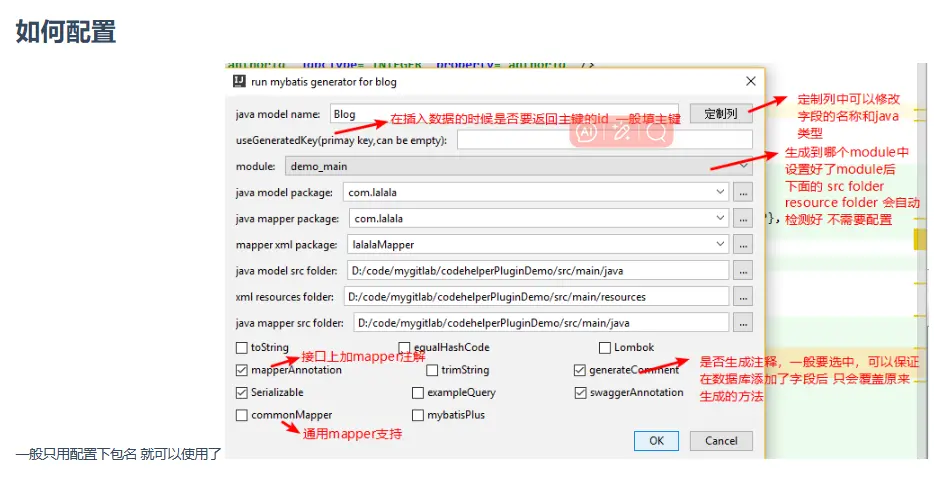 如何配置
run mybatis generator for blog
java model name:
Blog
定制列
在插入数据的时候是否要返回主键的id 一般填主键
定制列中可以修改
字段的名称和java
类型
useGeneratedKey(primay key,can be empty):
module:
demo_main
生成到哪个module中
设置好了module后
下面的 src folder
resource folder 会自动
检测好 不需要配置
java model package:
com.lalala
...
java mapper package:
com.lalala
...
mapper xml package:
lalalaMapper
...
java model src folder:
D:/code/mygitlab/codehelperPluginDemo/src/main/java
...
xml resources folder:
D:/code/mygitlab/codehelperPluginDemo/src/main/resources
...
java mapper src folder:
D:/code/mygitlab/codehelperPluginDemo/src/main/java
...
toString
equalHashCode
Lombok
接口上加mapper注解
mapperAnnotation
trimString
generateComment
是否生成注释，一般要选中，可以保证
在数据库添加了字段后 只会覆盖原来
生成的方法
Serializable
exampleQuery
swaggerAnnotation
commonMapper
mybatisPlus
通用mapper支持
OK
Cancel
一般只用配置下包名 就可以使用了